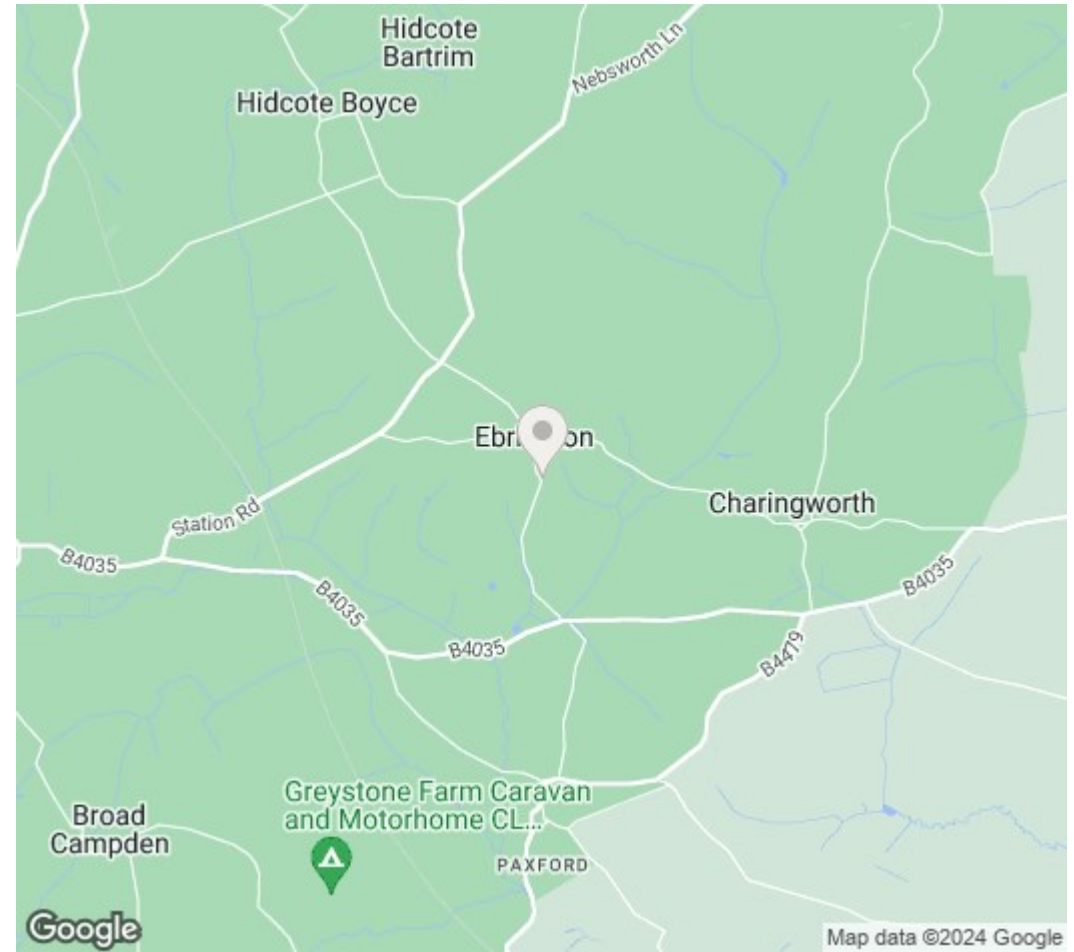 Hidcote
Bartrim
Nebsworth Ln
Hidcote Boyce
Charingworth
Station Rd
B4035
B4035
B4035
B4035
B4479
Greystone Farm Caravan
and Motorhome CL...
Broad
Campden
PAXFORD
Google
Map data ©2024 Google